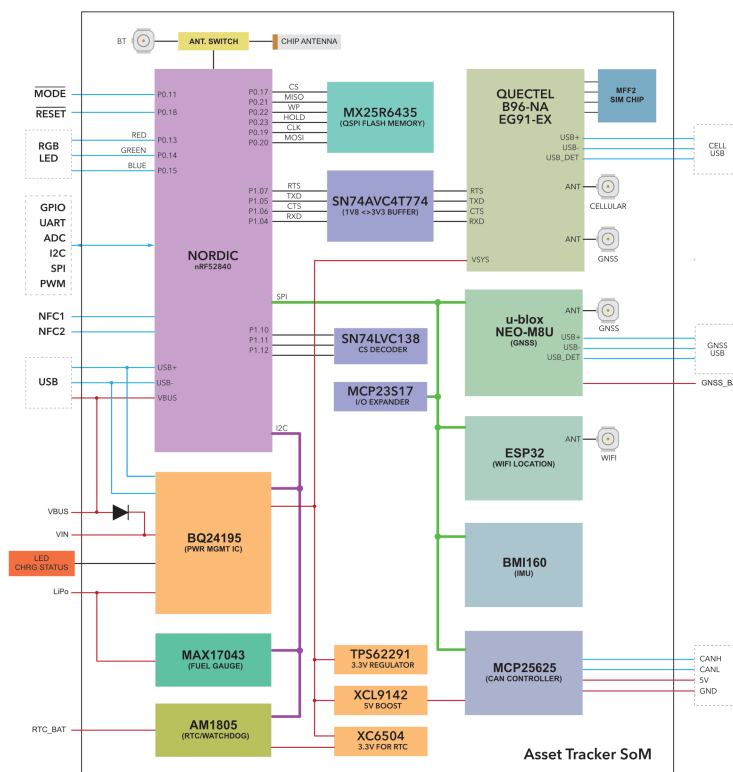 BT
ANT. SWITCH
CHIP ANTENNA
MODE
RESET
RGB
LED
RED
GREEN
BLUE
GPIO
UART
ADC
I2C
SPI
PWM
NFC1
NFC2
USB
P0.11
P0.18
P0.13
P0.14
P0.15
NORDIC
nRF52840
USB+
USB-
VBUS
P0.17
P0.21
P0.22
P0.23
P0.19
P0.20
CS
MISO
WP
HOLD
CLK
MOSI
MX25R6435
(QSPI FLASH MEMORY)
P1.07
P1.05
P1.06
P1.04
RTS
TXD
CTS
RXD
SN74AVC4T774
(1V8 <>3V3 BUFFER)
RTS
TXD
CTS
RXD
VSYS
QUECTEL
B96-NA
EG91-EX
MFF2
SIM CHIP
USB+
USB-
USB_DET
CELL
USB
ANT
CELLULAR
ANT
GNSS
SPI
P1.10
P1.11
P1.12
SN74LVC138
CS DECODER
MCP23S17
I/O EXPANDER
u-blox
NEO-M8U
(GNSS)
ANT
GNSS
USB+
USB-
USB_DET
GNSS
USB
GNSS_BA
I2C
ESP32
(WIFI LOCATION)
ANT
WIFI
VBUS
VIN
LED
CHRG STATUS
LiPo
BQ24195
(PWR MGMT IC)
BMI160
(IMU)
MAX17043
(FUEL GAUGE)
TPS62291
3.3V REGULATOR
MCP25625
(CAN CONTROLLER)
CANH
CANL
5V
GND
XCL9142
5V BOOST
RTC_BAT
AM1805
(RTC/WATCHDOG)
XC6504
3.3V FOR RTC
Asset Tracker SoM